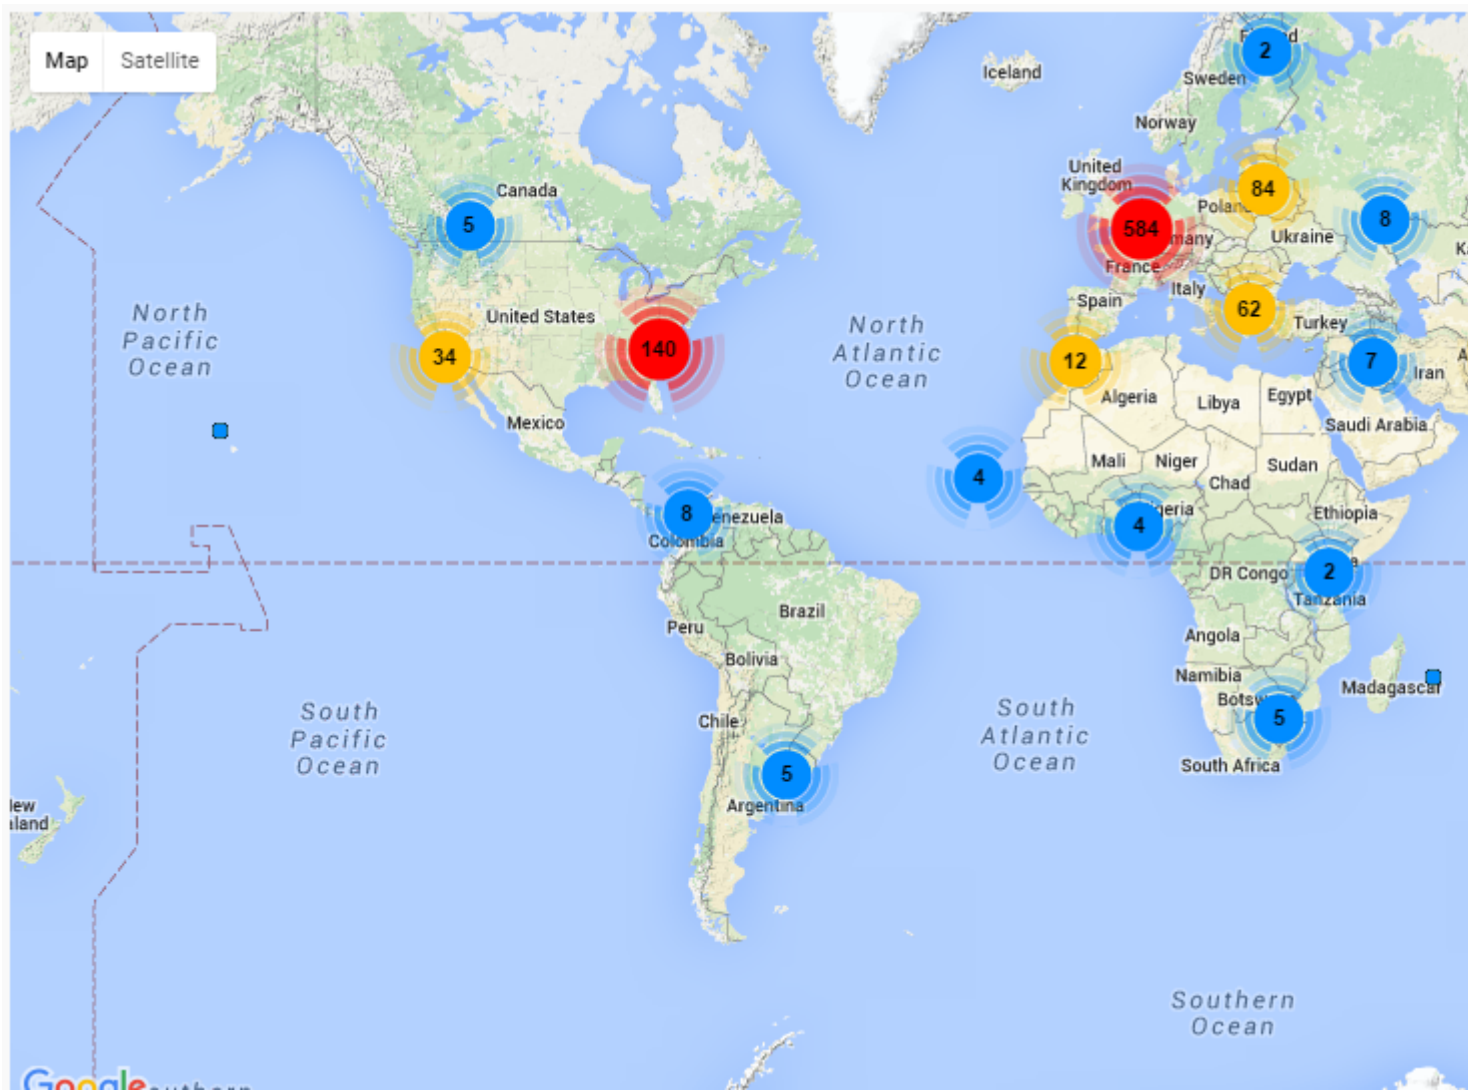 Map Satellite
Iceland
Sweden
Norway
2
United
Kingdom
Canada
5
84
8
584
Ukraine
France
Italy
Spain
62
Turkey
North
Pacific
Ocean
United States
34
140
North
Atlantic
Ocean
12
7
Iran
Algeria
Libya
Egypt
Saudi Arabia
Mexico
Mali
Niger
Chad
Sudan
4
8
Colombia
4
Ethiopia
DR Congo
2
Tanzania
Brazil
Peru
Angola
Bolivia
Namibia
Madagascar
South
Pacific
Ocean
Chile
South
Atlantic
Ocean
5
South Africa
5
Argentina
Southern
Ocean
Google